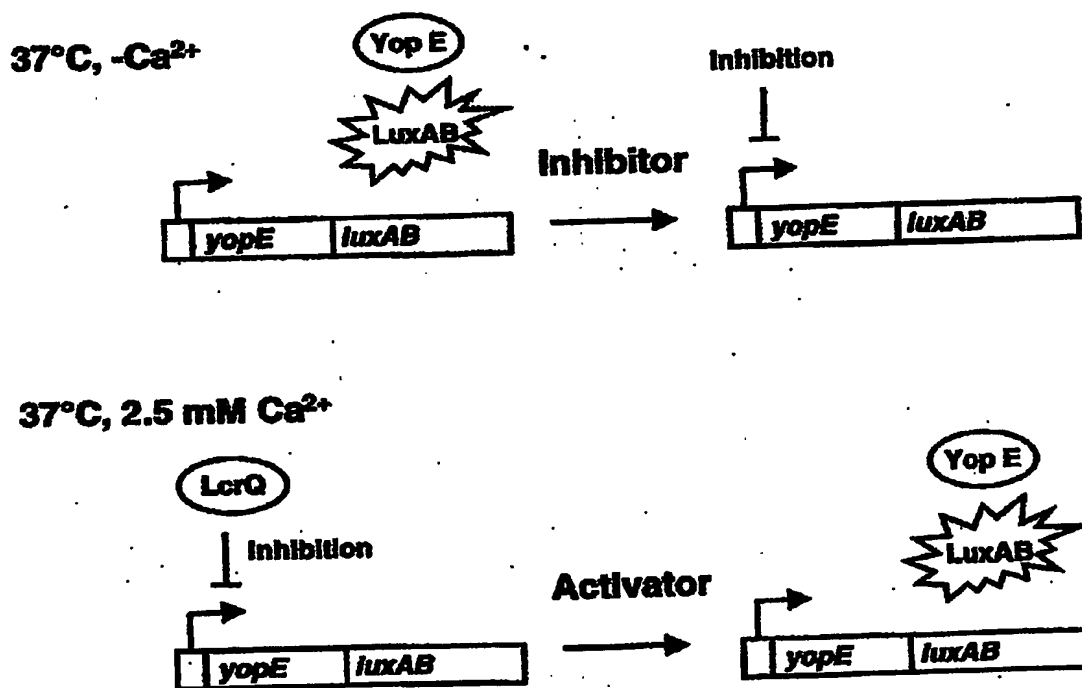 37°C, -Ca²⁺
Yop E
LuxAB
Inhibitor
Inhibition
yopE
luxAB
yopE
luxAB
37°C, 2.5 mM Ca²⁺
LcrQ
Inhibition
Activator
Yop E
LuxAB
yopE
luxAB
yopE
luxAB